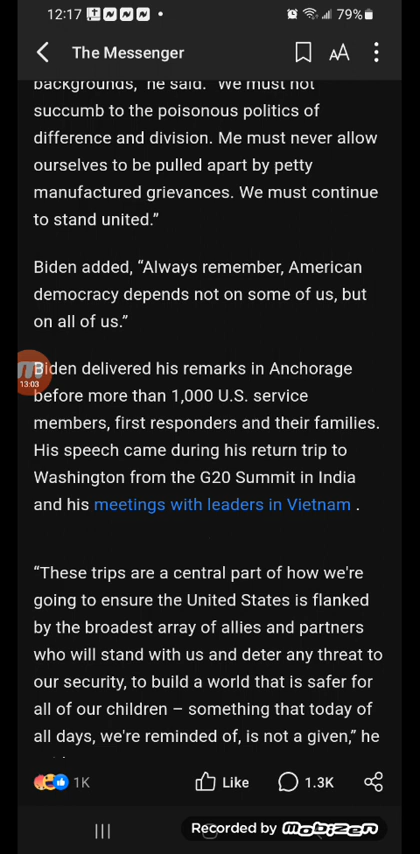 12:17
79%
The Messenger
AA
backgrounds," he said. "We must not
succumb to the poisonous politics of
difference and division. Me must never allow
ourselves to be pulled apart by petty
manufactured grievances. We must continue
to stand united.”
Biden added, “Always remember, American
democracy depends not on some of us, but
on all of us.”
13:03
Biden delivered his remarks in Anchorage
before more than 1,000 U.S. service
members, first responders and their families.
His speech came during his return trip to
Washington from the G20 Summit in India
and his meetings with leaders in Vietnam .
“These trips are a central part of how we're
going to ensure the United States is flanked
by the broadest array of allies and partners
who will stand with us and deter any threat to
our security, to build a world that is safer for
all of our children – something that today of
all days, we're reminded of, is not a given,” he
1K
Like
1.3K
Recorded by mobizen